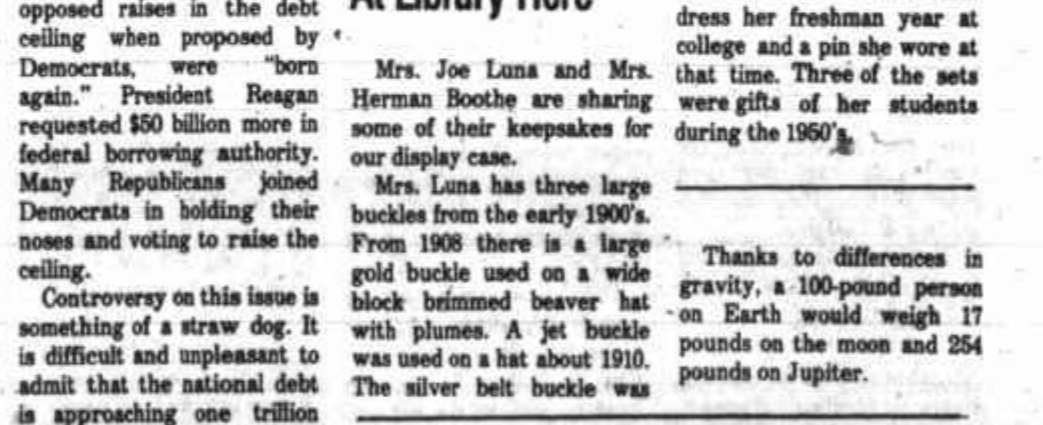 opposed raises in the debt
ceiling when proposed by
Democrats, were "born
again." President Reagan
requested $50 billion more in
federal borrowing authority.
Many Republicans joined
Democrats in holding their
noses and voting to raise the
ceiling.
Controversy on this issue is
something of a straw dog. It
is difficult and unpleasant to
admit that the national debt
is approaching one trillion
At Library Here
Mrs. Joe Luna and Mrs.
Herman Boothe are sharing
some of their keepsakes for
our display case.
Mrs. Luna has three large
buckles from the early 1900's.
From 1908 there is a large
gold buckle used on a wide
block brimmed beaver hat
with plumes. A jet buckle
was used on a hat about 1910.
The silver belt buckle was
dress her freshman year at
college and a pin she wore at
that time. Three of the sets
were gifts of her students
during the 1950's.
Thanks to differences in
gravity, a 100-pound person
on Earth would weigh 17
pounds on the moon and 254
pounds on Jupiter.